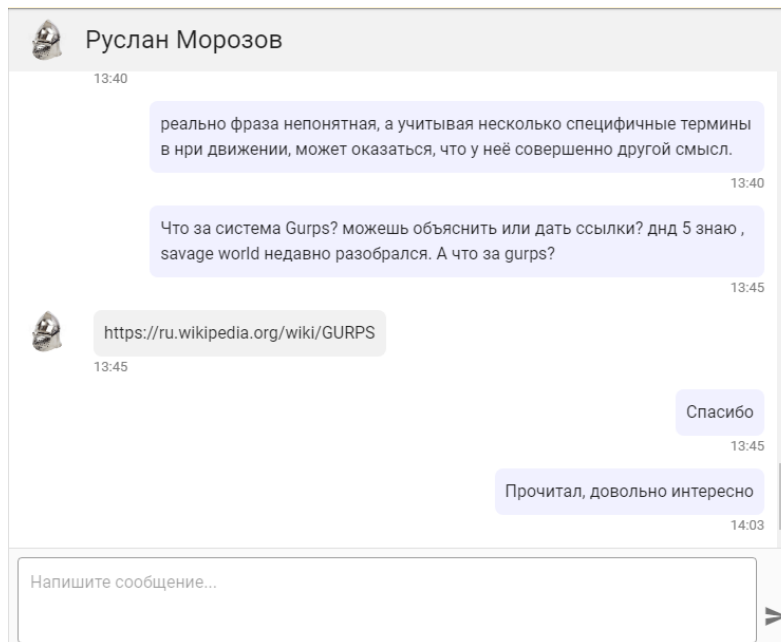 Руслан Морозов
13:40
реально фраза непонятная, а учитывая несколько специфичные термины
в нри движении, может оказаться, что у неё совершенно другой смысл.
13:40
Что за система Gurps? можешь объяснить или дать ссылки? днд 5 знаю ,
savage world недавно разобрался. А что за gurps?
13:45
https://ru.wikipedia.org/wiki/GURPS
13:45
Спасибо
13:45
Прочитал, довольно интересно
14:03
Напишите сообщение...